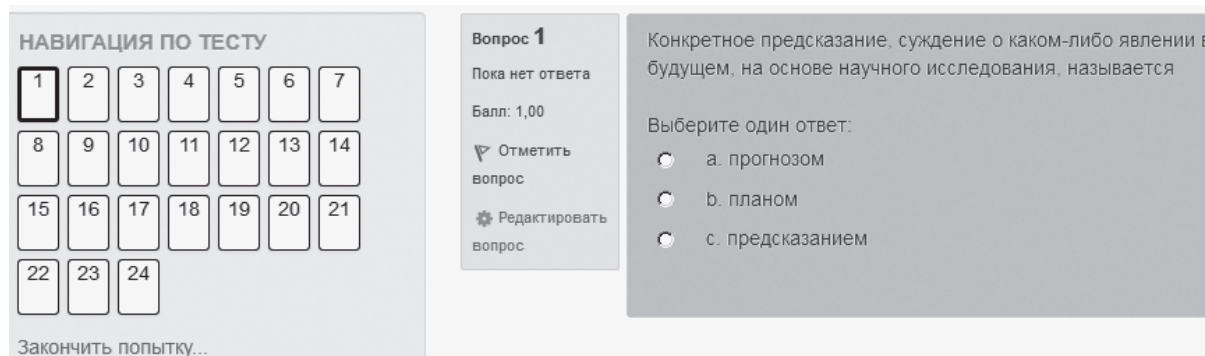 НАВИГАЦИЯ ПО ТЕСТУ
1 2 3 4 5 6 7
8 9 10 11 12 13 14
15 16 17 18 19 20 21
22 23 24
Закончить попытку...
Вопрос 1
Пока нет ответа
Балл: 1,00
Отметить
вопрос
Редактировать
вопрос
Конкретное предсказание, суждение о каком-либо явлении в
будущем, на основе научного исследования, называется
Выберите один ответ:
a. прогнозом
b. планом
c. предсказанием